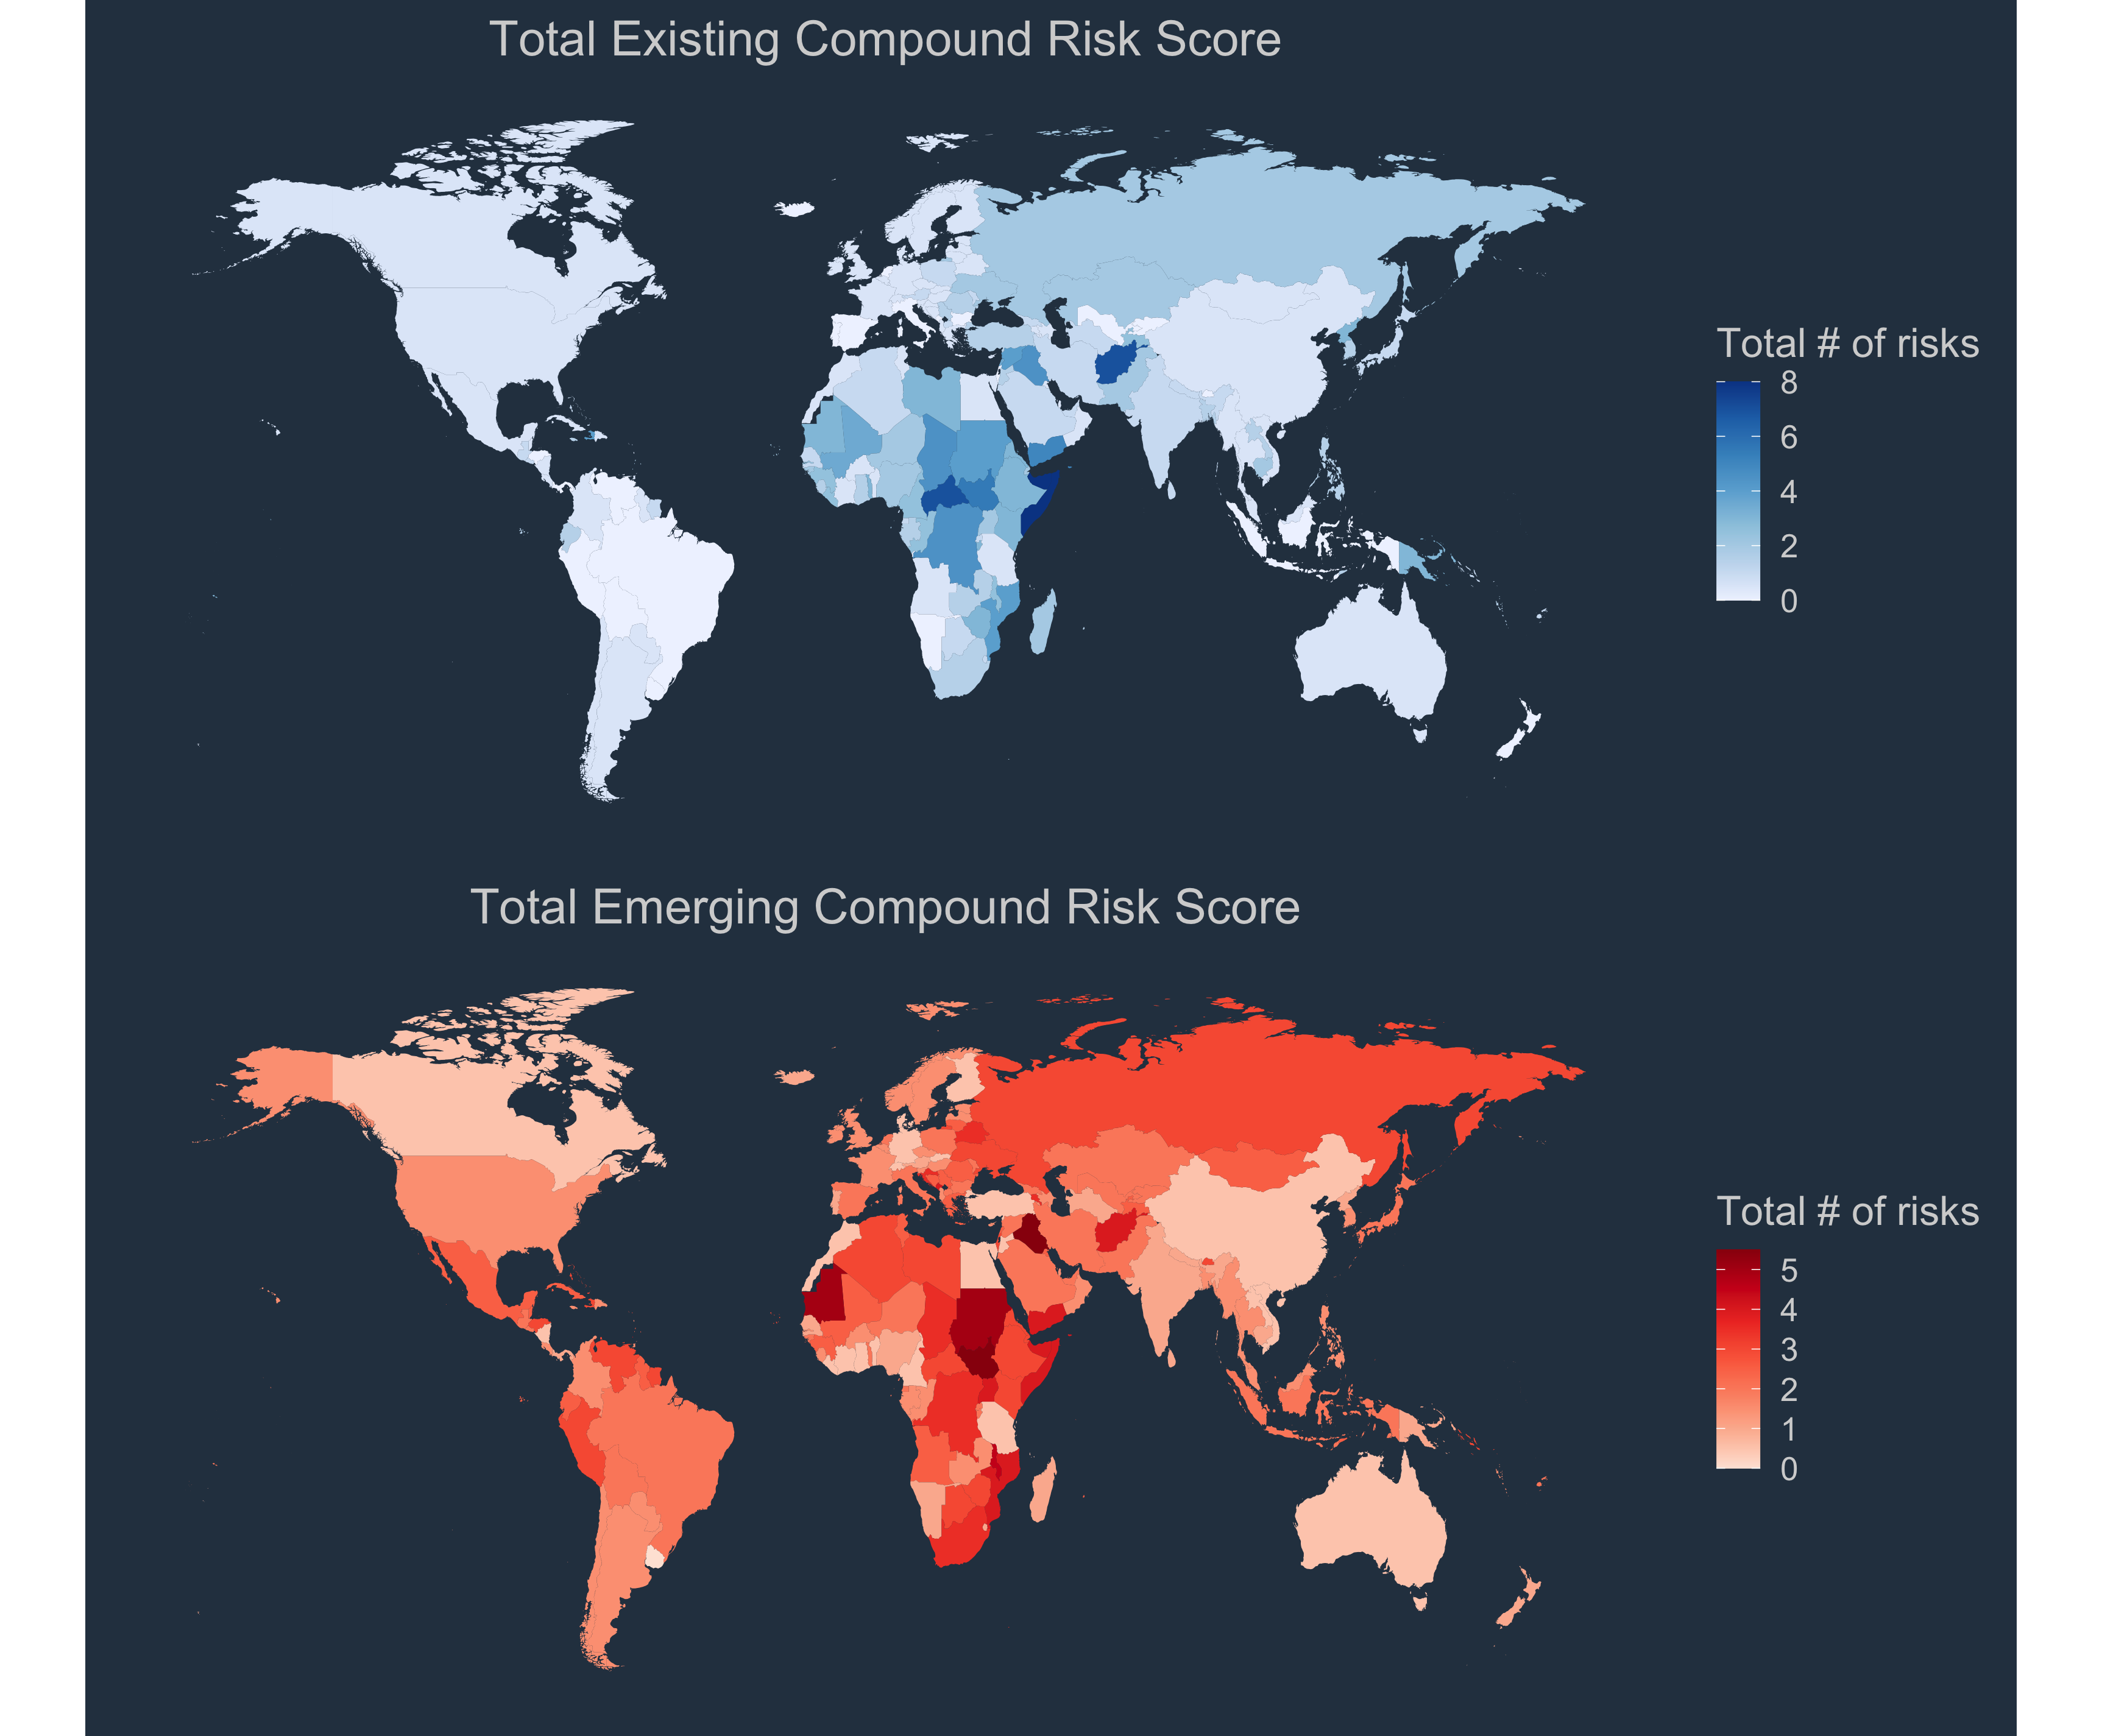 Total Existing Compound Risk Score
Total # of risks
8
6
4
2
0
Total Emerging Compound Risk Score
Total # of risks
5
4
3
2
1
0